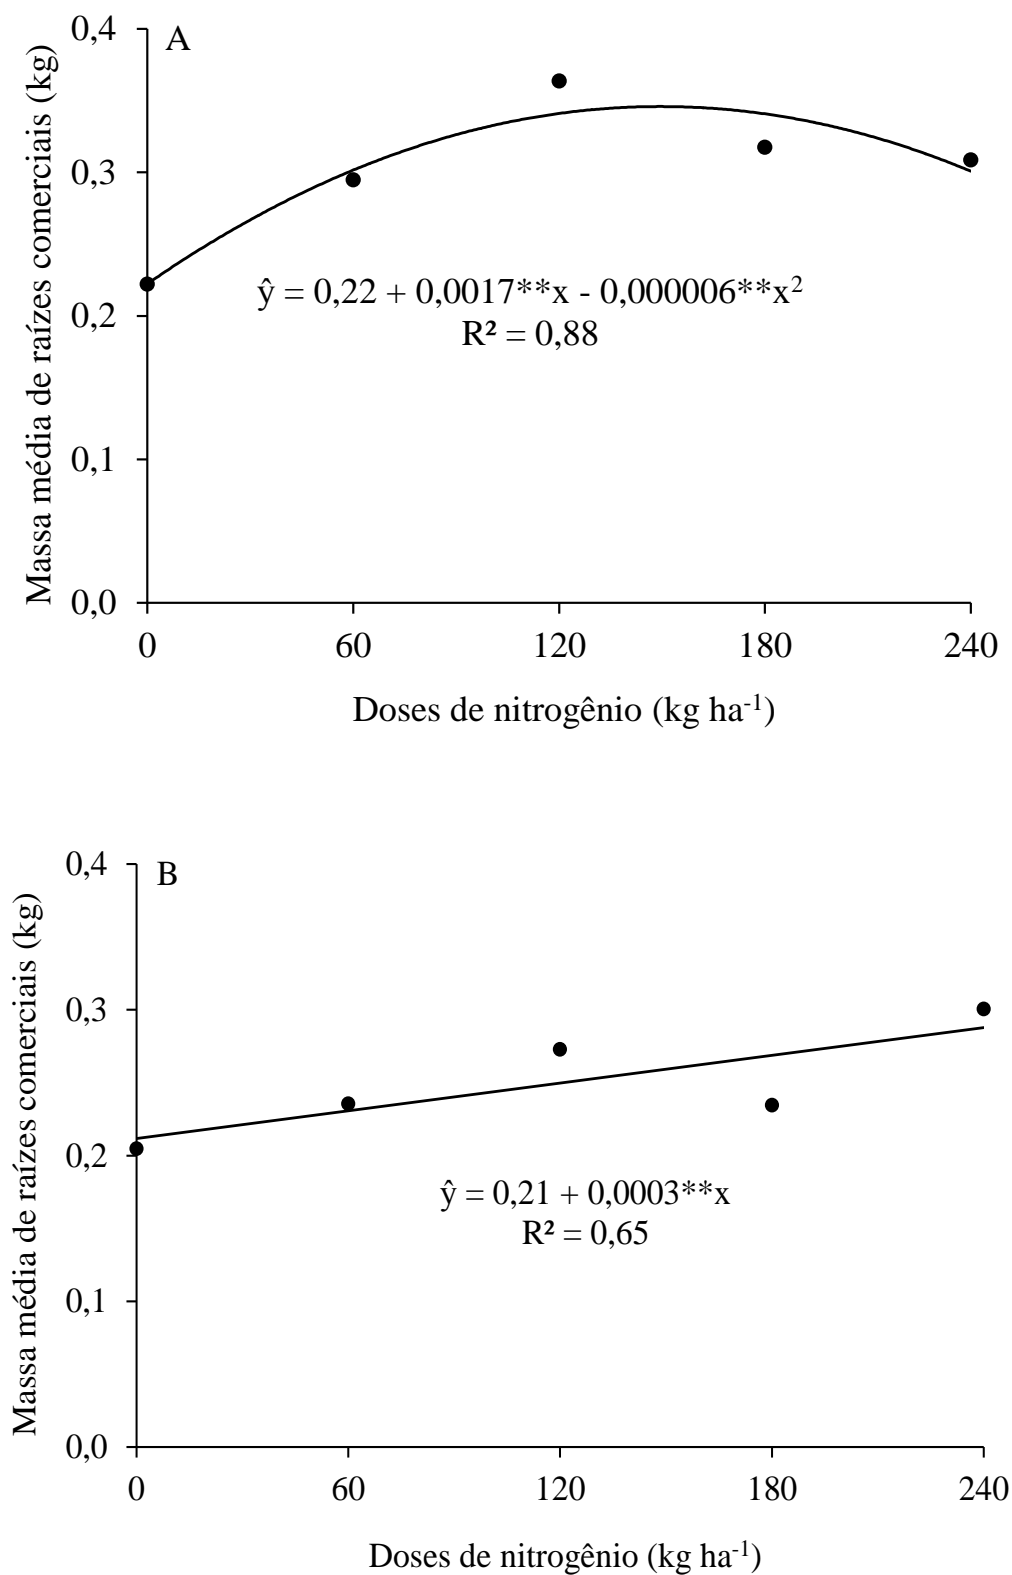 A
Massa média de raízes comerciais (kg)
0,4
0,3
0,2
0,1
0,0
ŷ = 0,22 + 0,0017**x - 0,000006**x²
R² = 0,88
0 60 120 180 240
Doses de nitrogênio (kg ha⁻¹)
B
Massa média de raízes comerciais (kg)
0,4
0,3
0,2
0,1
0,0
ŷ = 0,21 + 0,0003**x
R² = 0,65
0 60 120 180 240
Doses de nitrogênio (kg ha⁻¹)